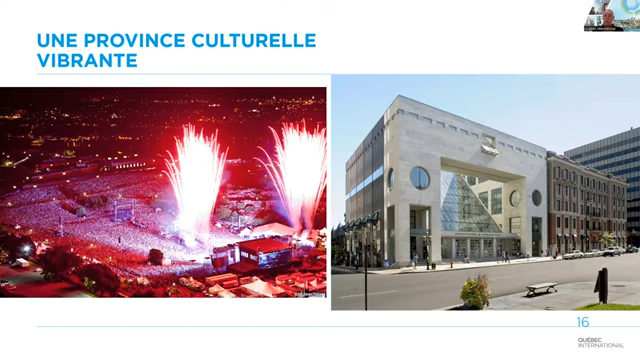 UNE PROVINCE CULTURELLE
VIBRANTE
16
QUÉBEC
INTERNATIONAL